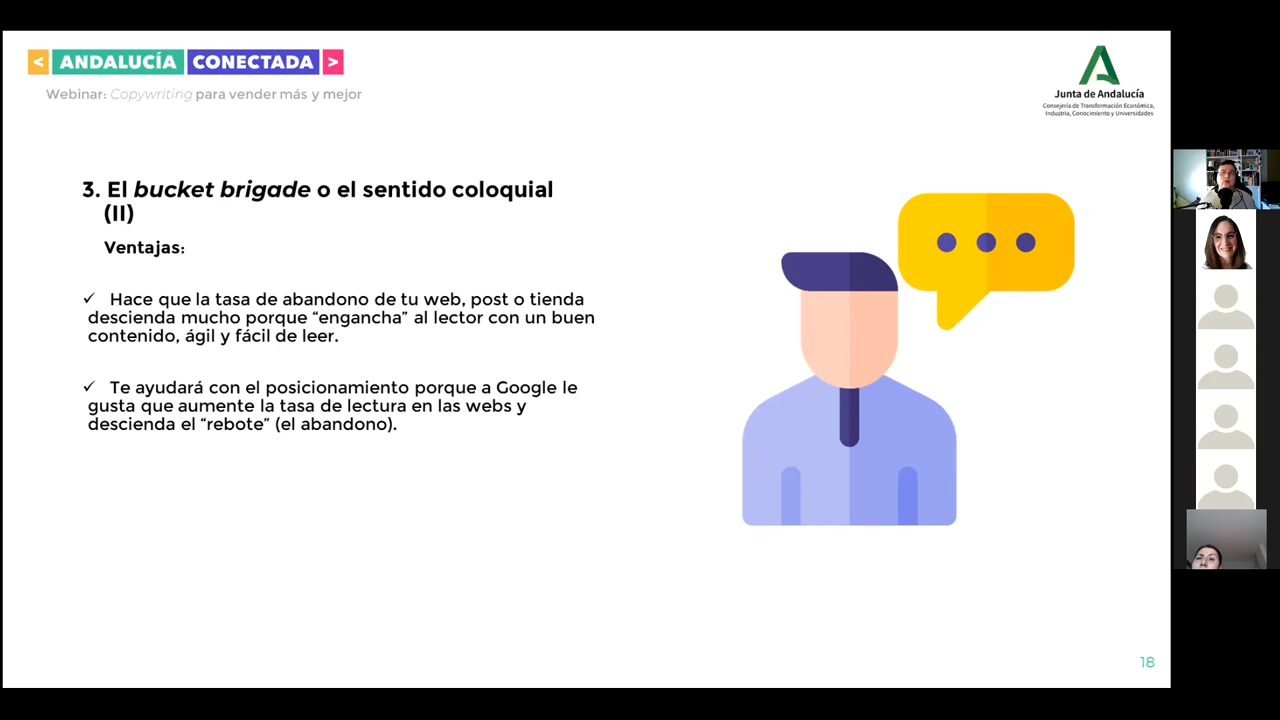 < ANDALUCÍA CONECTADA >
Webinar: Copywriting para vender más y mejor
Junta de Andalucía
Consejería de Transformación Económica,
Industria, Conocimiento y Universidades
3. El bucket brigade o el sentido coloquial
(II)
Ventajas:
✓ Hace que la tasa de abandono de tu web, post o tienda
descienda mucho porque “engancha” al lector con un buen
contenido, ágil y fácil de leer.
✓ Te ayudará con el posicionamiento porque a Google le
gusta que aumente la tasa de lectura en las webs y
descienda el “rebote” (el abandono).
18